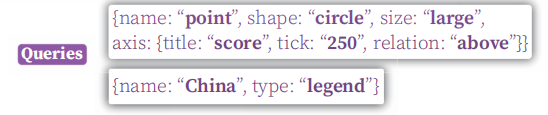 {name: “point”, shape: “circle”, size: “large”,
axis: {title: “score”, tick: “250”, relation: “above”}}
Queries
{name: “China”, type: “legend”}